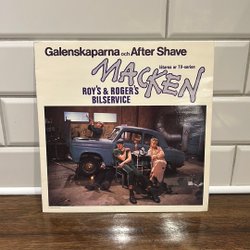 Galenskaparna och After Shave
låtarna ur TV-serien
MACKEN
ROY'S & ROGER'S
BILSERVICE